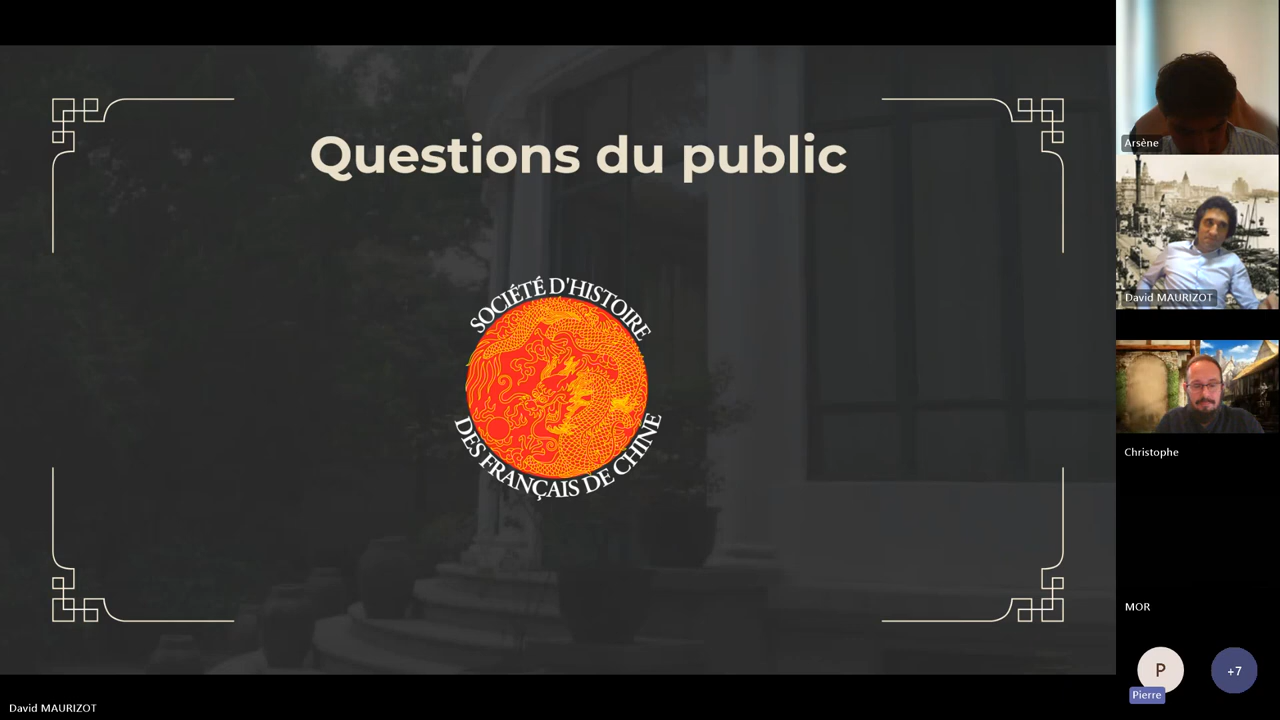 Questions du public
SOCIÉTÉ D'HISTOIRE
DES FRANÇAIS DE CHINE
Arsène
David MAURIZOT
Christophe
MOR
P
+7
Pierre
David MAURIZOT